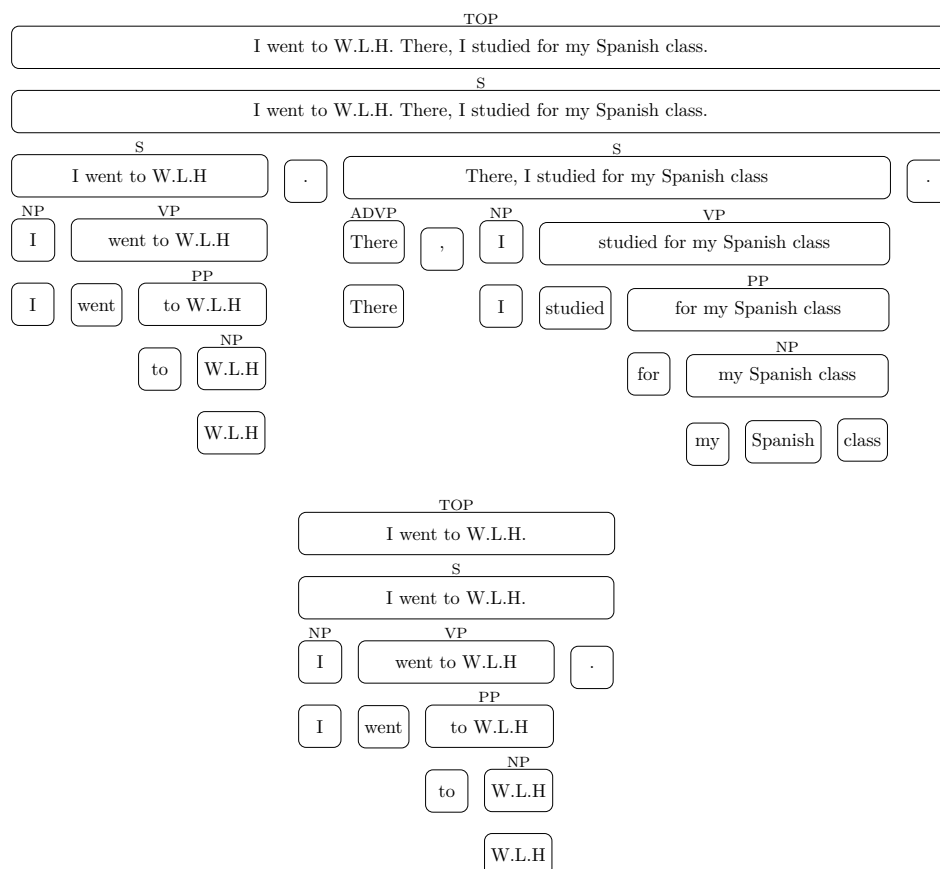 TOP
I went to W.L.H. There, I studied for my Spanish class.
S
I went to W.L.H. There, I studied for my Spanish class.
S S
I went to W.L.H . There, I studied for my Spanish class .
NP VP ADVP NP VP
I went to W.L.H There , I studied for my Spanish class
PP PP
I went to W.L.H There I studied for my Spanish class
NP NP
to W.L.H for my Spanish class
W.L.H my Spanish class
TOP
I went to W.L.H.
S
I went to W.L.H.
NP VP
I went to W.L.H .
PP
I went to W.L.H
NP
to W.L.H
W.L.H